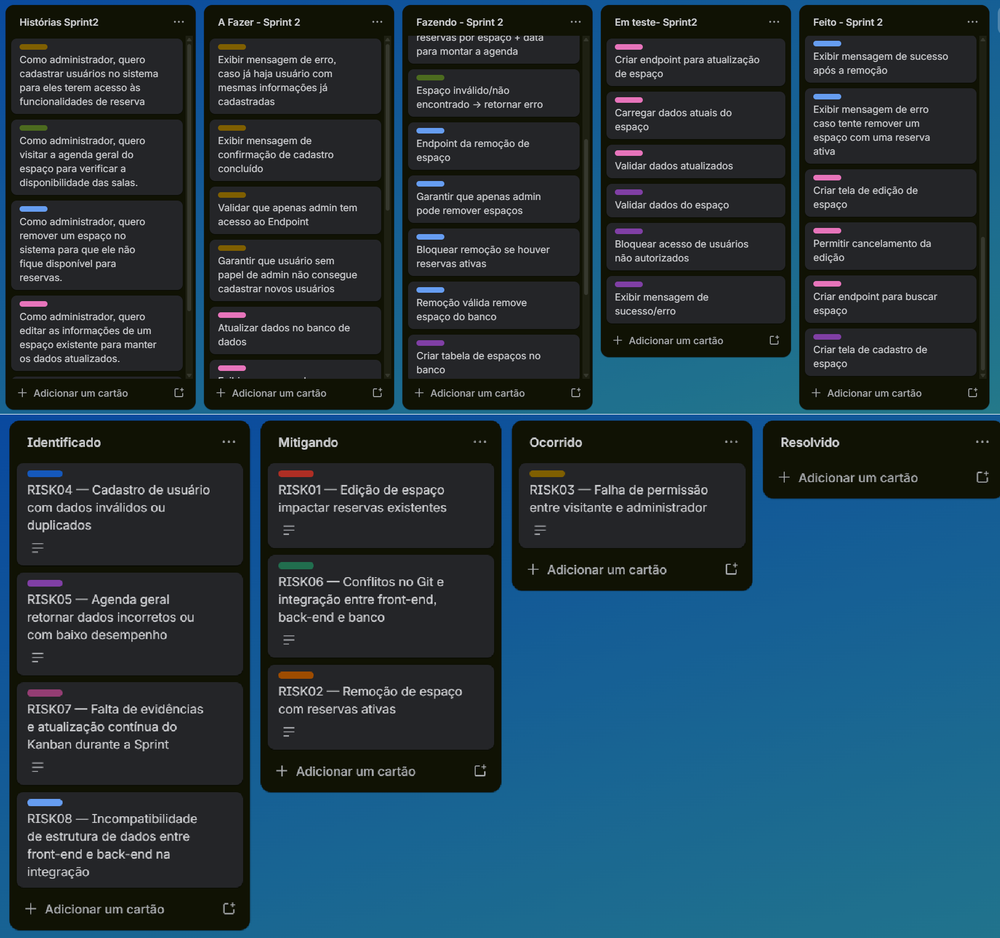 Histórias Sprint2
Como administrador, quero
cadastrar usuários no sistema
para eles terem acesso às
funcionalidades de reserva
Como administrador, quero
visitar a agenda geral do
espaço para verificar a
disponibilidade das salas.
Como administrador, quero
remover um espaço no
sistema para que ele não
fique disponível para
reservas.
Como administrador, quero
editar as informações de um
espaço existente para manter
os dados atualizados.
Adicionar um cartão
A Fazer - Sprint 2
Exibir mensagem de erro,
caso já haja usuário com
mesmas informações já
cadastradas
Exibir mensagem de
confirmação de cadastro
concluído
Validar que apenas admin tem
acesso ao Endpoint
Garantir que usuário sem
papel de admin não consegue
cadastrar novos usuários
Atualizar dados no banco de
dados
Adicionar um cartão
Fazendo - Sprint 2
reservas por espaço + data
para montar a agenda
Espaço inválido/não
encontrado → retornar erro
Endpoint da remoção de
espaço
Garantir que apenas admin
pode remover espaços
Bloquear remoção se houver
reservas ativas
Remoção válida remove
espaço do banco
Criar tabela de espaços no
banco
Adicionar um cartão
Em teste- Sprint2
Criar endpoint para atualização
de espaço
Carregar dados atuais do
espaço
Validar dados atualizados
Validar dados do espaço
Bloquear acesso de usuários
não autorizados
Exibir mensagem de
sucesso/erro
Adicionar um cartão
Feito - Sprint 2
Exibir mensagem de sucesso
após a remoção
Exibir mensagem de erro
caso tente remover um
espaço com uma reserva
ativa
Criar tela de edição de
espaço
Permitir cancelamento da
edição
Criar endpoint para buscar
espaço
Criar tela de cadastro de
espaço
Adicionar um cartão
Identificado
RISK04 — Cadastro de usuário
com dados inválidos ou
duplicados
RISK05 — Agenda geral
retornar dados incorretos ou
com baixo desempenho
RISK07 — Falta de evidências
e atualização contínua do
Kanban durante a Sprint
RISK08 — Incompatibilidade
de estrutura de dados entre
front-end e back-end na
integração
Adicionar um cartão
Mitigando
RISK01 — Edição de espaço
impactar reservas existentes
RISK06 — Conflitos no Git e
integração entre front-end,
back-end e banco
RISK02 — Remoção de espaço
com reservas ativas
Adicionar um cartão
Ocorrido
RISK03 — Falha de permissão
entre visitante e administrador
Adicionar um cartão
Resolvido
Adicionar um cartão